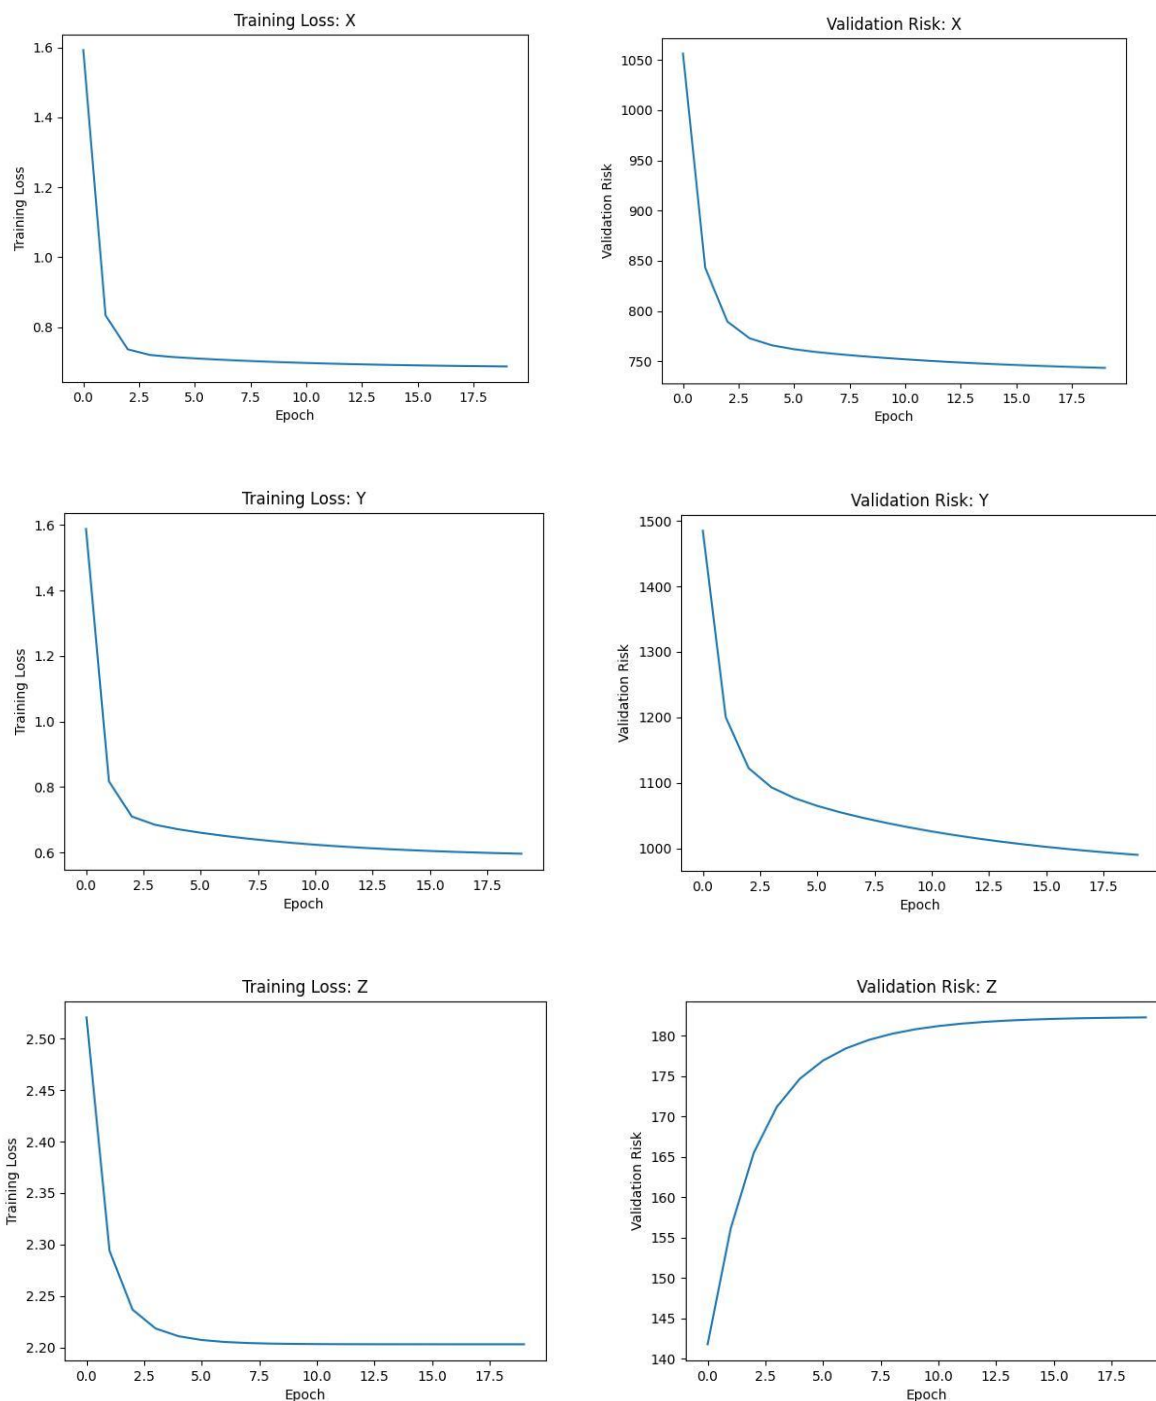 Training Loss: X
1.6
1.4
1.2
1.0
0.8
Training Loss
0.0 2.5 5.0 7.5 10.0 12.5 15.0 17.5
Epoch
Validation Risk: X
1050
1000
950
900
850
800
750
Validation Risk
0.0 2.5 5.0 7.5 10.0 12.5 15.0 17.5
Epoch
Training Loss: Y
1.6
1.4
1.2
1.0
0.8
0.6
Training Loss
0.0 2.5 5.0 7.5 10.0 12.5 15.0 17.5
Epoch
Validation Risk: Y
1500
1400
1300
1200
1100
1000
Validation Risk
0.0 2.5 5.0 7.5 10.0 12.5 15.0 17.5
Epoch
Training Loss: Z
2.50
2.45
2.40
2.35
2.30
2.25
2.20
Training Loss
0.0 2.5 5.0 7.5 10.0 12.5 15.0 17.5
Epoch
Validation Risk: Z
180
175
170
165
160
155
150
145
140
Validation Risk
0.0 2.5 5.0 7.5 10.0 12.5 15.0 17.5
Epoch